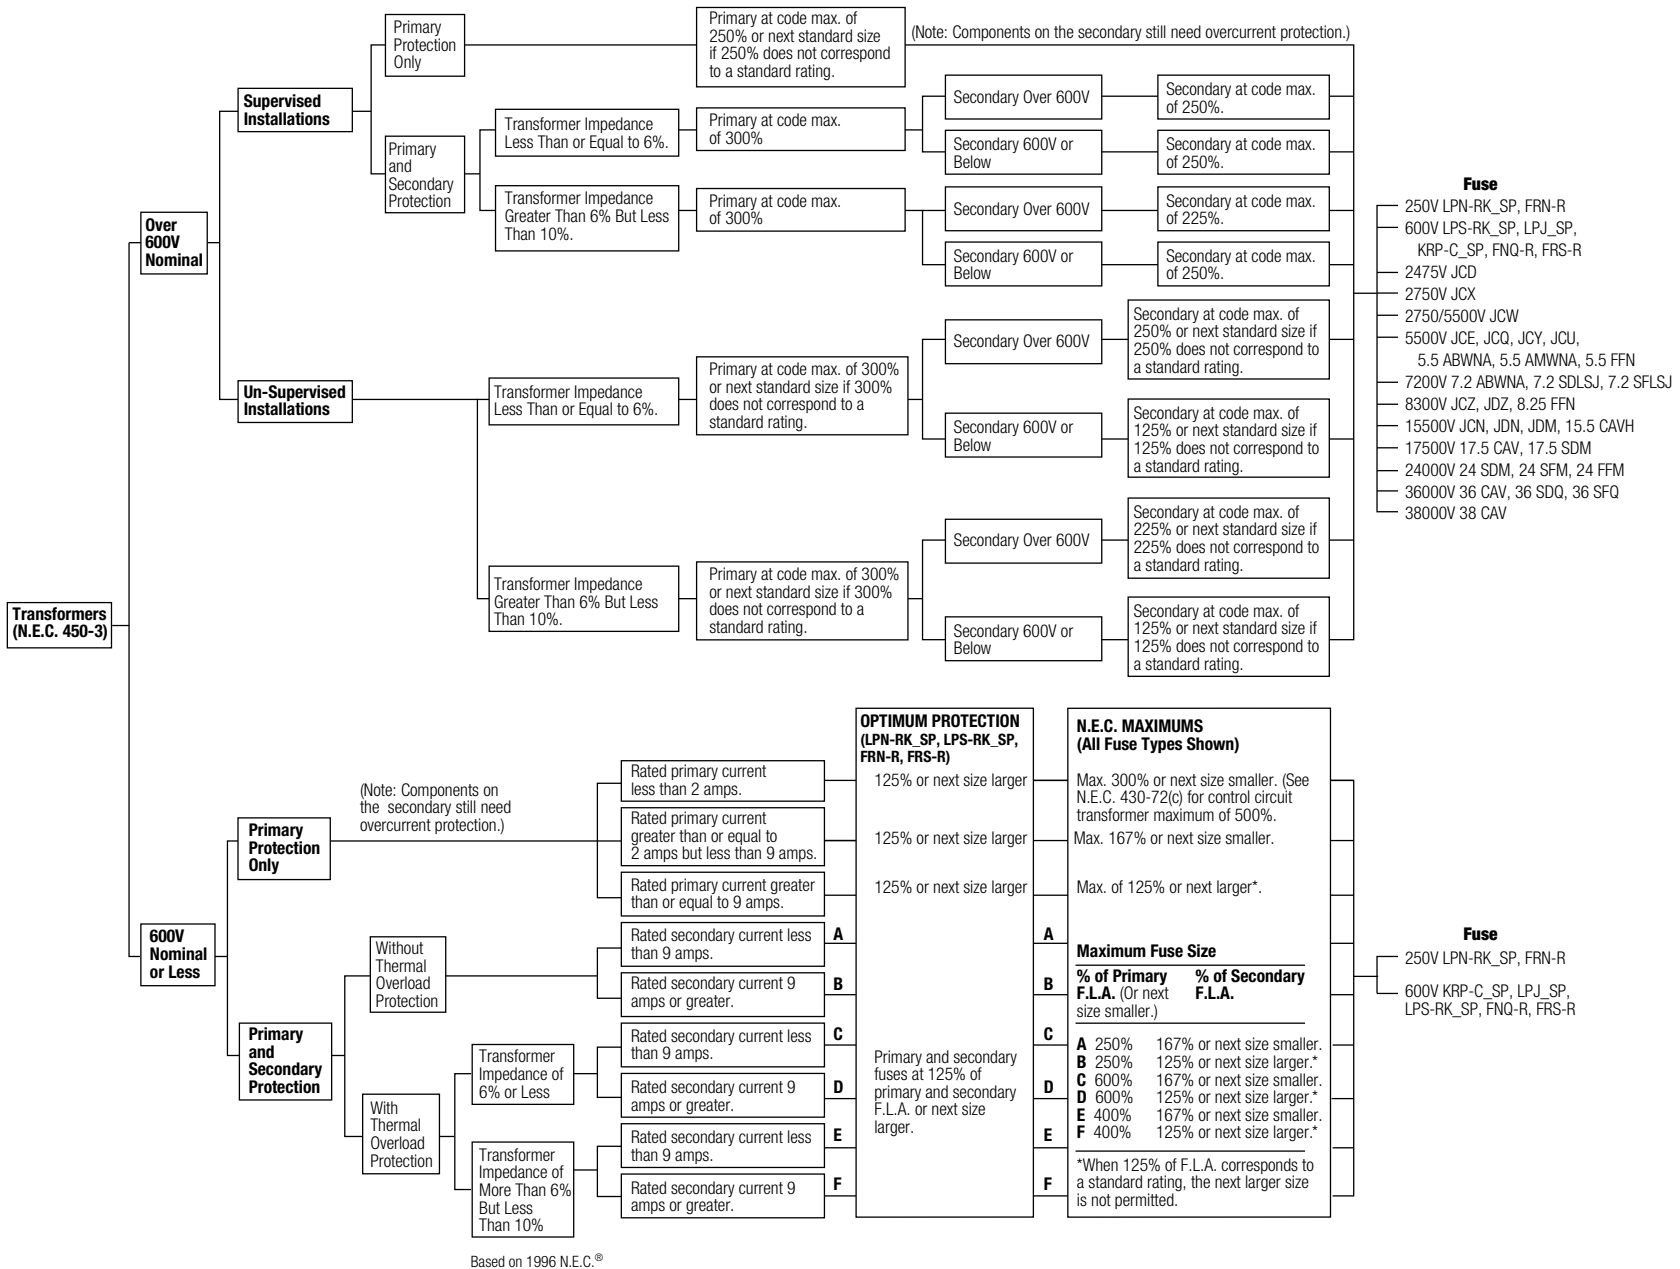 Transformers
(N.E.C. 450-3)
Over
600V
Nominal
Supervised
Installations
Primary
Protection
Only
Primary at code max. of
250% or next standard size
if 250% does not correspond
to a standard rating.
(Note: Components on the secondary still need overcurrent protection.)
Primary
and
Secondary
Protection
Transformer Impedance
Less Than or Equal to 6%.
Primary at code max.
of 300%
Secondary Over 600V
Secondary at code max.
of 250%.
Secondary 600V or
Below
Secondary at code max.
of 250%.
Transformer Impedance
Greater Than 6% But Less
Than 10%.
Primary at code max.
of 300%
Secondary Over 600V
Secondary at code max.
of 225%.
Secondary 600V or
Below
Secondary at code max.
of 250%.
Un-Supervised
Installations
Transformer Impedance
Less Than or Equal to 6%.
Primary at code max. of 300%
or next standard size if 300%
does not correspond to a
standard rating.
Secondary Over 600V
Secondary at code max. of
250% or next standard size if
250% does not correspond to
a standard rating.
Secondary 600V or
Below
Secondary at code max. of
125% or next standard size if
125% does not correspond to
a standard rating.
Transformer Impedance
Greater Than 6% But Less
Than 10%.
Primary at code max. of 300%
or next standard size if 300%
does not correspond to a
standard rating.
Secondary Over 600V
Secondary at code max. of
225% or next standard size if
225% does not correspond to
a standard rating.
Secondary 600V or
Below
Secondary at code max. of
125% or next standard size if
125% does not correspond to
a standard rating.
Fuse
250V LPN-RK_SP, FRN-R
600V LPS-RK_SP, LPJ_SP,
KRP-C_SP, FNQ-R, FRS-R
2475V JCD
2750V JCX
2750/5500V JCW
5500V JCE, JCQ, JCY, JCU,
5.5 ABWNA, 5.5 AMWNA, 5.5 FFN
7200V 7.2 ABWNA, 7.2 SDLSJ, 7.2 SFLSJ
8300V JCZ, JDZ, 8.25 FFN
15500V JCN, JDN, JDM, 15.5 CAVH
17500V 17.5 CAV, 17.5 SDM
24000V 24 SDM, 24 SFM, 24 FFM
36000V 36 CAV, 36 SDQ, 36 SFQ
38000V 38 CAV
600V
Nominal
or Less
Primary
Protection
Only
(Note: Components on
the secondary still need
overcurrent protection.)
Rated primary current
less than 2 amps.
Rated primary current
greater than or equal to
2 amps but less than 9 amps.
Rated primary current greater
than or equal to 9 amps.
Primary
and
Secondary
Protection
Without
Thermal
Overload
Protection
Rated secondary current less
than 9 amps.
A
Rated secondary current 9
amps or greater.
B
With
Thermal
Overload
Protection
Transformer
Impedance of
6% or Less
Rated secondary current less
than 9 amps.
C
Rated secondary current 9
amps or greater.
D
Transformer
Impedance of
More Than 6%
But Less
Than 10%
Rated secondary current less
than 9 amps.
E
Rated secondary current 9
amps or greater.
F
OPTIMUM PROTECTION
(LPN-RK_SP, LPS-RK_SP,
FRN-R, FRS-R)
125% or next size larger
125% or next size larger
125% or next size larger
Primary and secondary
fuses at 125% of
primary and secondary
F.L.A. or next size
larger.
A
B
C
D
E
F
N.E.C. MAXIMUMS
(All Fuse Types Shown)
Max. 300% or next size smaller. (See
N.E.C. 430-72(c) for control circuit
transformer maximum of 500%.
Max. 167% or next size smaller.
Max. of 125% or next larger*.
Maximum Fuse Size
% of Primary % of Secondary
F.L.A. (Or next F.L.A.
size smaller.)
A 250% 167% or next size smaller.
B 250% 125% or next size larger.*
C 600% 167% or next size smaller.
D 600% 125% or next size larger.*
E 400% 167% or next size smaller.
F 400% 125% or next size larger.*
*When 125% of F.L.A. corresponds to
a standard rating, the next larger size
is not permitted.
Fuse
250V LPN-RK_SP, FRN-R
600V KRP-C_SP, LPJ_SP,
LPS-RK_SP, FNQ-R, FRS-R
Based on 1996 N.E.C.®